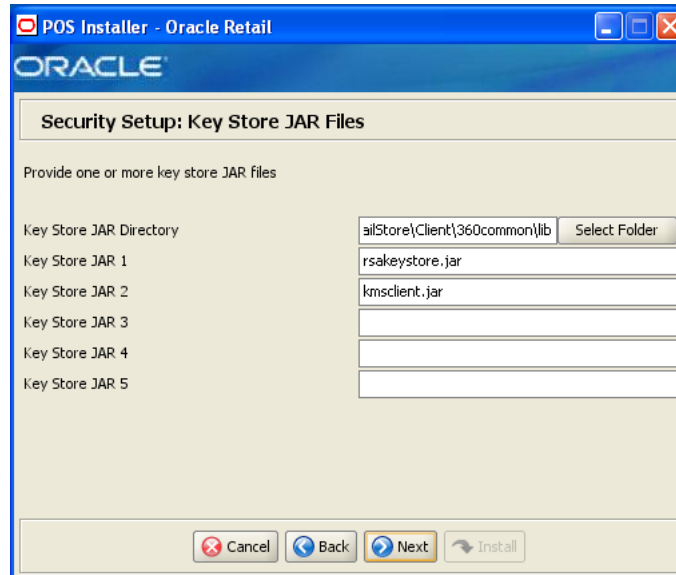 POS Installer - Oracle Retail
ORACLE
Security Setup: Key Store JAR Files
Provide one or more key store JAR files
Key Store JAR Directory ailStore\Client\360common\lib Select Folder
Key Store JAR 1 rsakeystore.jar
Key Store JAR 2 kmsclient.jar
Key Store JAR 3
Key Store JAR 4
Key Store JAR 5
Cancel Back Next Install